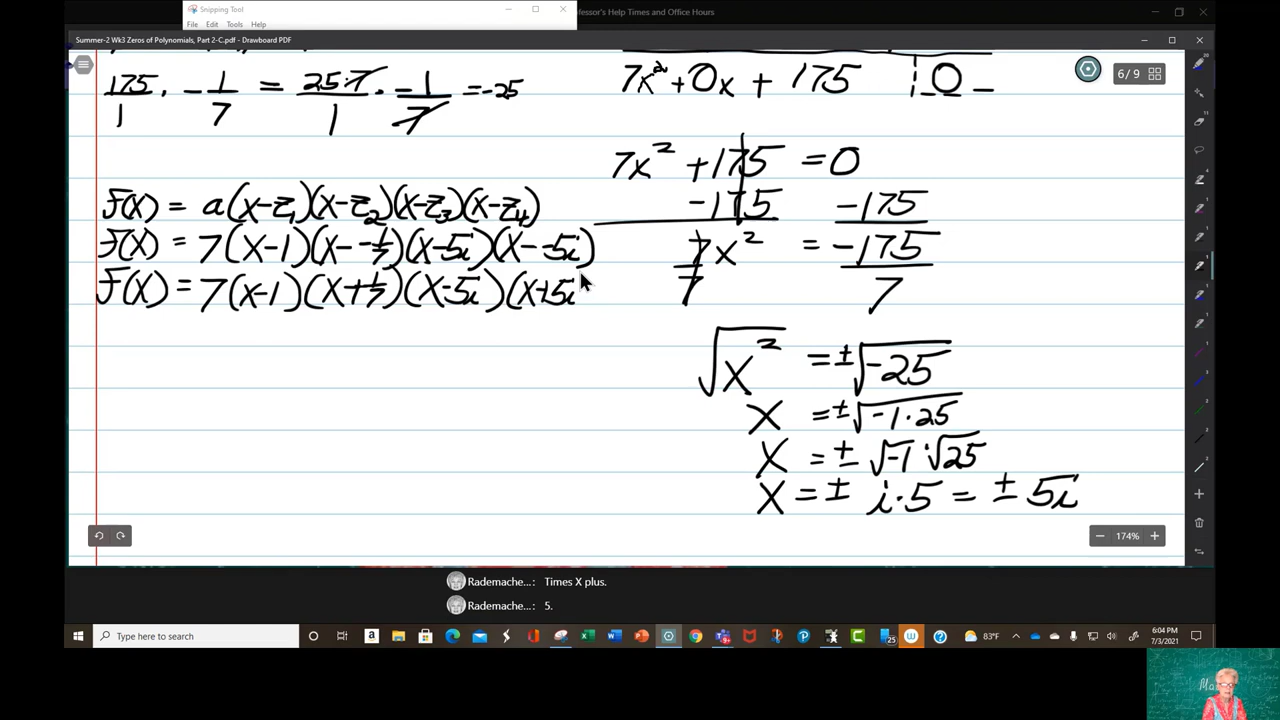 Snipping Tool
File Edit Tools Help
fessor's Help Times and Office Hours
Summer-2 Wk3 Zeros of Polynomials, Part 2-C.pdf - Drawboard PDF
6/9
175/1 · -1/7 = 25·7/1 · -1/7 = -25
7x² + 0x + 175 0
7x² + 175 = 0
-175 -175
7x² = -175
7 7
√x² = ±√-25
x = ±√-1·25
x = ± √-1 · √25
x = ± i·5 = ± 5i
f(x) = a(x-z₁)(x-z₂)(x-z₃)(x-z₄)
f(x) = 7(x-1)(x- -1/7)(x-5i)(x- -5i)
f(x) = 7(x-1)(x+1/7)(x-5i)(x+5i
174%
Rademache...: Times X plus.
Rademache...: 5.
Type here to search
25
83°F
6:04 PM
7/3/2021